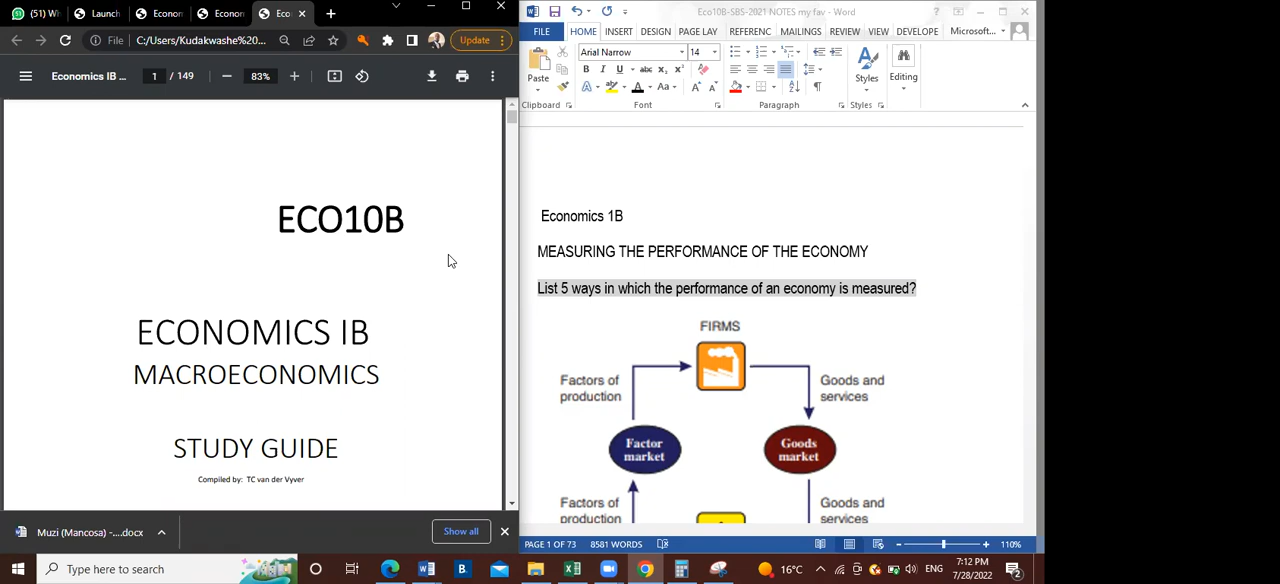 (51) W
Launch
Econom
Econom
Eco
File
C:/Users/Kudakwashe%20...
Update
Economics IB ...
1 / 149
83%
ECO10B
ECONOMICS IB
MACROECONOMICS
STUDY GUIDE
Compiled by: TC van der Vyver
Muzi (Mancosa) -....docx
Show all
Eco10B-SBS-2021 NOTES my fav - Word
FILE HOME INSERT DESIGN PAGE LAY REFERENC MAILINGS REVIEW VIEW DEVELOPE Microsoft...
Arial Narrow 14
Paste
B I U abc x₂ x²
Aa
Styles
Editing
Clipboard Font Paragraph Styles
Economics 1B
MEASURING THE PERFORMANCE OF THE ECONOMY
List 5 ways in which the performance of an economy is measured?
FIRMS
Factors of
production
Goods and
services
Factor
market
Goods
market
Factors of
production
Goods and
services
PAGE 1 OF 73 8581 WORDS 110%
Type here to search
16°C
ENG
7:12 PM
7/28/2022
2